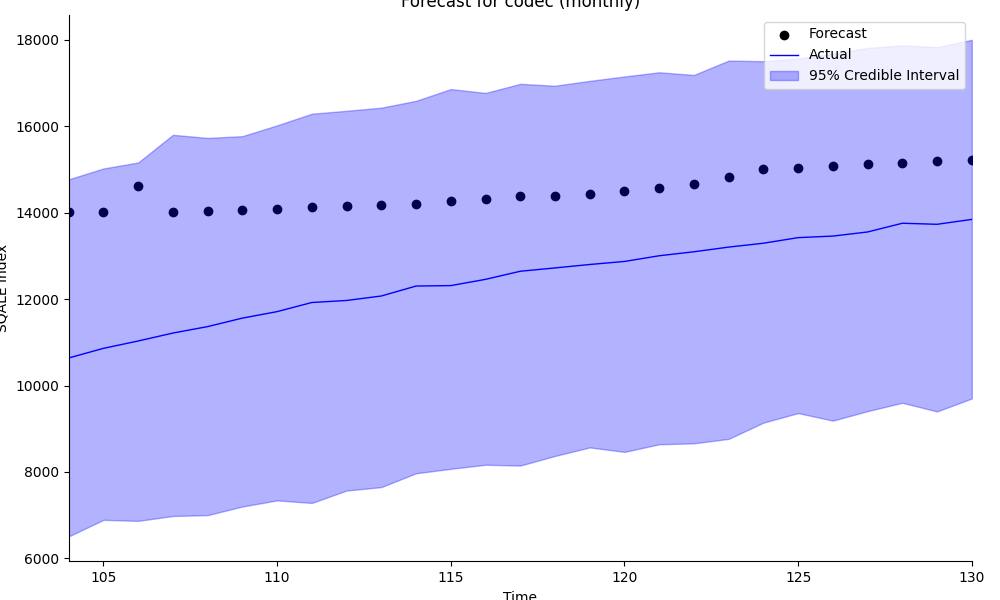 Forecast for codec (monthly)
18000
16000
14000
12000
10000
8000
6000
SQALE Index
Forecast
Actual
95% Credible Interval
105
110
115
120
125
130
Time